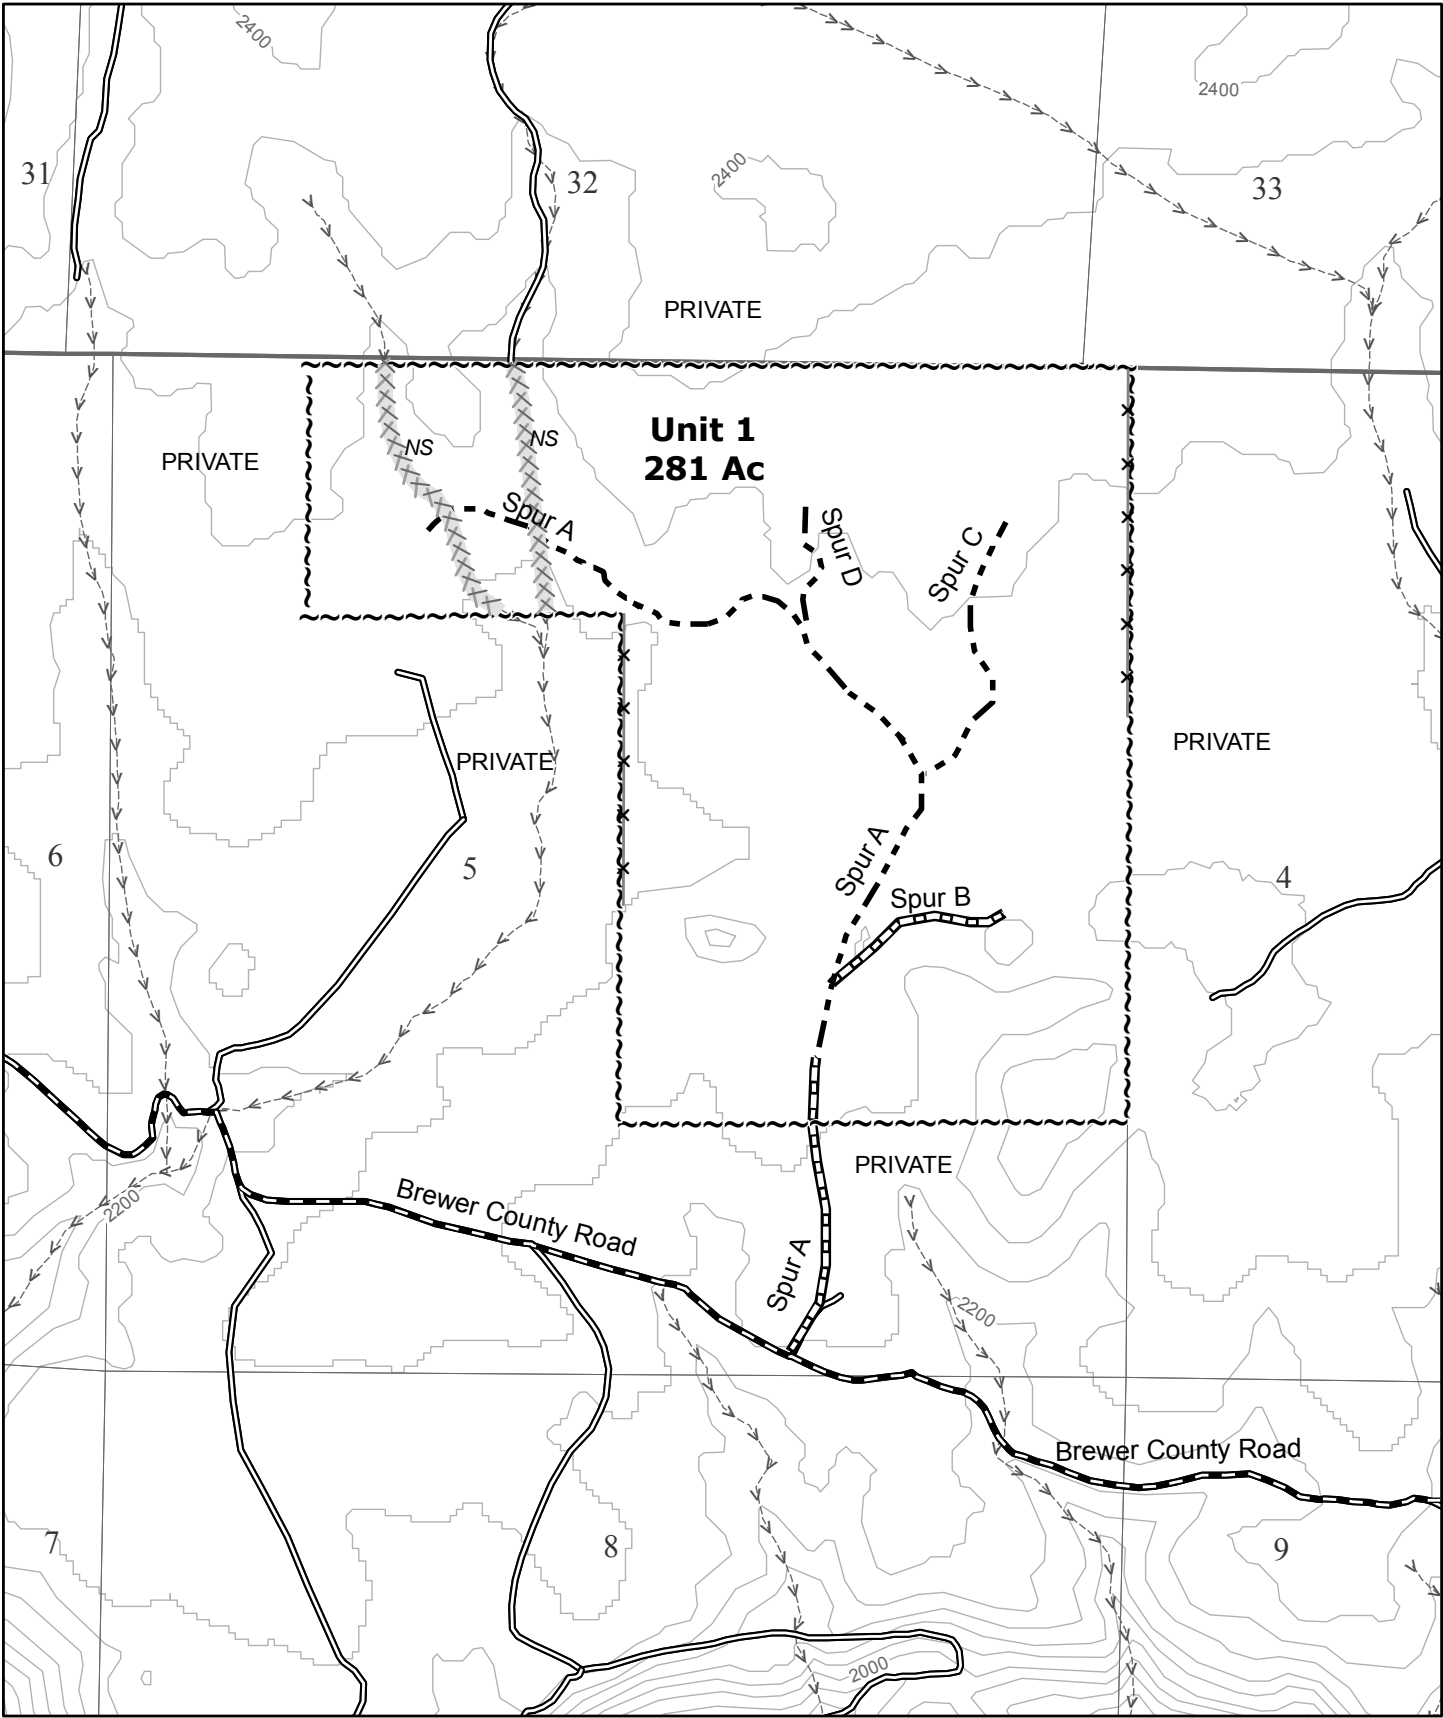 2400
2400
31
32
2400
33
PRIVATE
Unit 1
281 Ac
NS
NS
PRIVATE
Spur A
Spur D
Spur C
PRIVATE
PRIVATE
6
5
Spur A
4
Spur B
PRIVATE
2200
Brewer County Road
Spur A
2200
Brewer County Road
7
8
9
2000